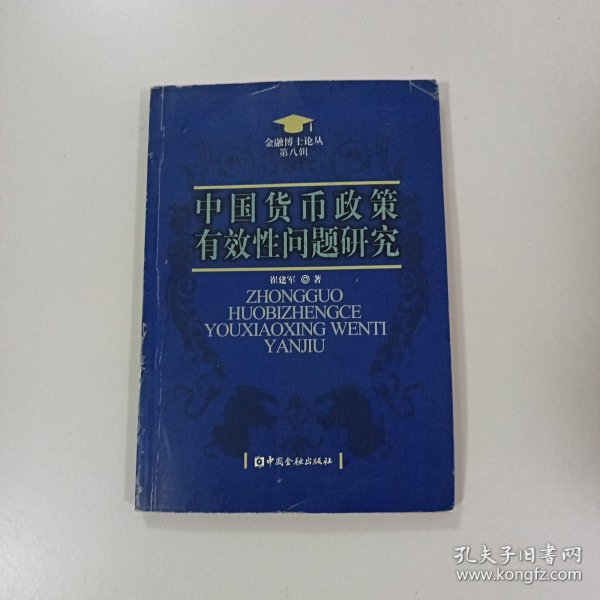 金融博士论丛
第八辑
中国货币政策
有效性问题研究
崔建军 著
ZHONGGUO
HUOBIZHENGCE
YOUXIAOXING WENTI
YANJIU
中国金融出版社
孔夫子旧书网
www.kongfz.com